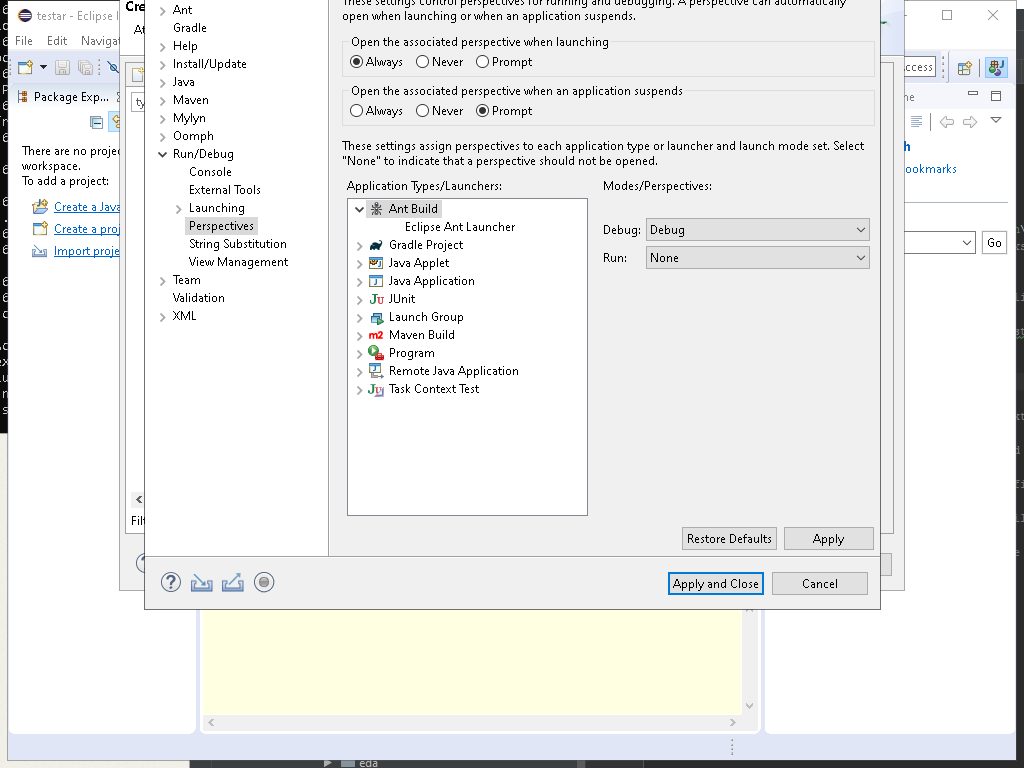 testar - Eclipse
File Edit Naviga
Package Exp...
There are no proje
workspace.
To add a project:
Create a Java
Create a proj
Import proje
Cre
ty
Filt
Ant
Gradle
Help
Install/Update
Java
Maven
Mylyn
Oomph
Run/Debug
Console
External Tools
Launching
Perspectives
String Substitution
View Management
Team
Validation
XML
These settings control perspectives for running and debugging. A perspective can automatically
open when launching or when an application suspends.
Open the associated perspective when launching
Always Never Prompt
Open the associated perspective when an application suspends
Always Never Prompt
These settings assign perspectives to each application type or launcher and launch mode set. Select
"None" to indicate that a perspective should not be opened.
Application Types/Launchers:
Ant Build
Eclipse Ant Launcher
Gradle Project
Java Applet
Java Application
JUnit
Launch Group
Maven Build
Program
Remote Java Application
Task Context Test
Modes/Perspectives:
Debug: Debug
Run: None
Restore Defaults Apply
Apply and Close Cancel
ccess
ookmarks
Go
eda